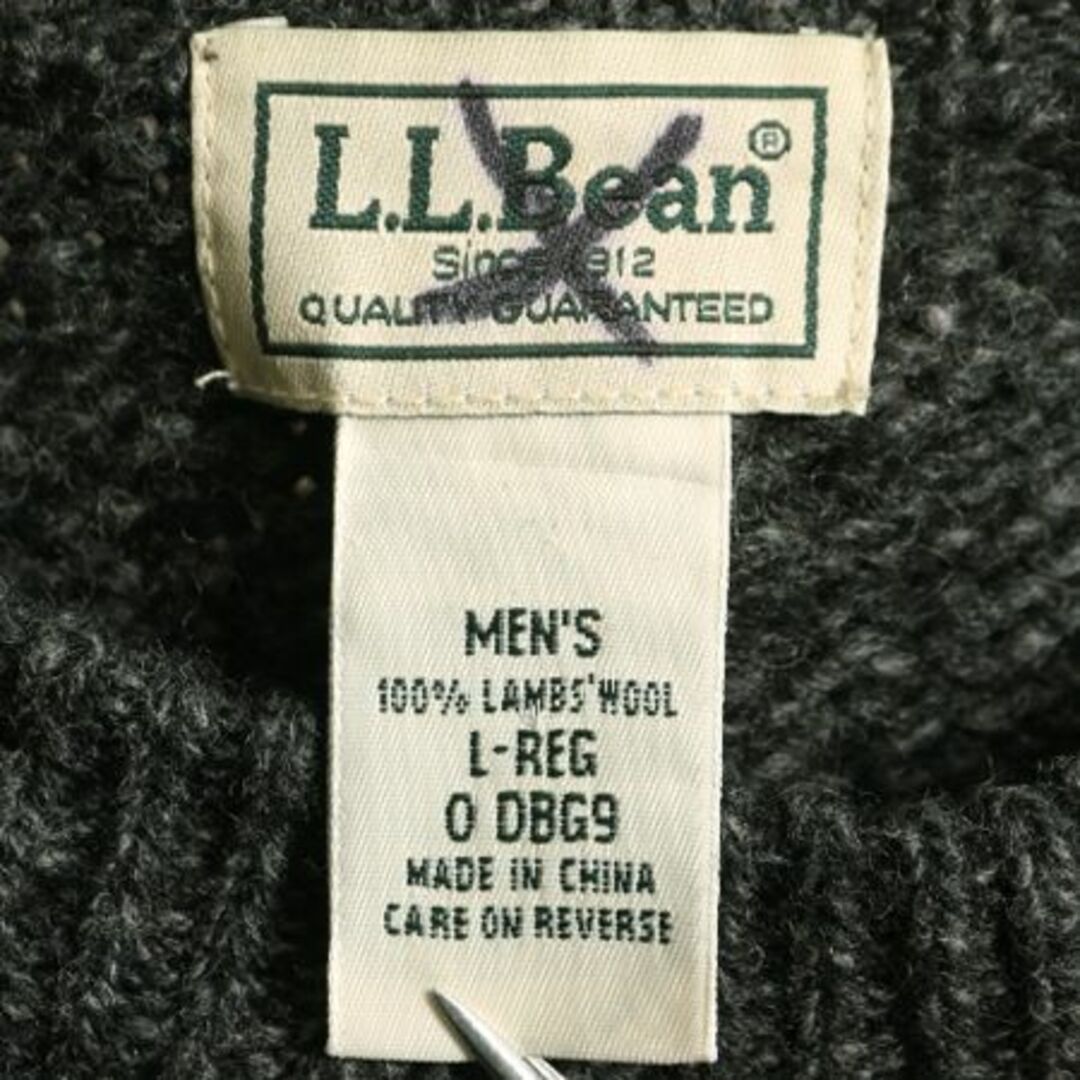 L.L.Bean®
Since 1912
QUALITY GUARANTEED
MEN'S
100% LAMBS' WOOL
L-REG
0 DBG9
MADE IN CHINA
CARE ON REVERSE